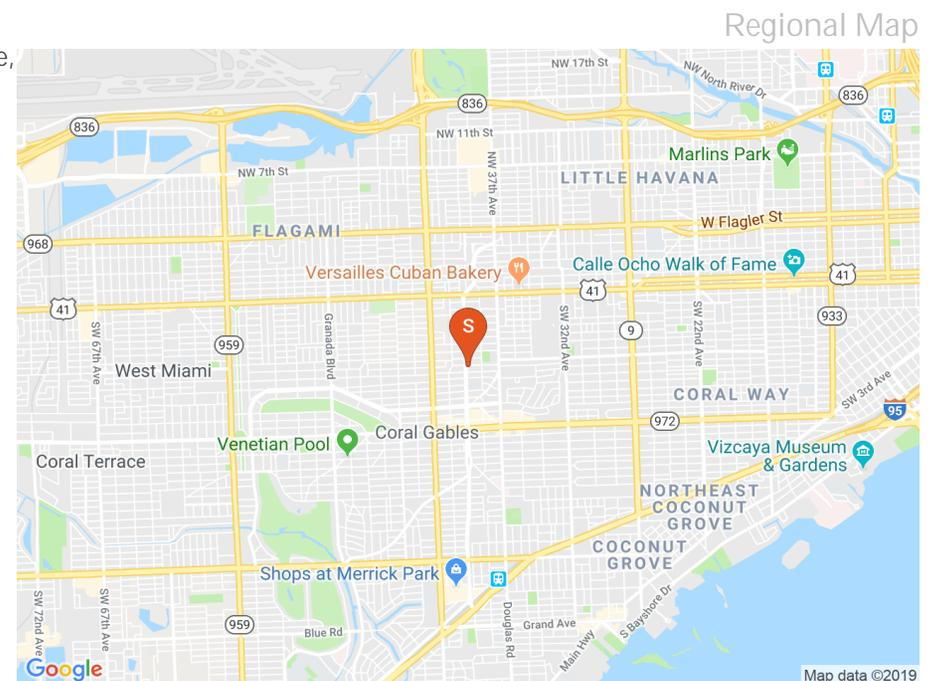 Regional Map
e,
NW 17th St
NW North River Dr
836
836
836
NW 11th St
Marlins Park
NW 7th St
NW 37th Ave
LITTLE HAVANA
W Flagler St
FLAGAMI
968
Versailles Cuban Bakery
Calle Ocho Walk of Fame
41
41
41
S
933
SW 67th Ave
Granada Blvd
SW 32nd Ave
9
SW 22nd Ave
959
West Miami
SW 3rd Ave
CORAL WAY
95
972
Coral Gables
Venetian Pool
Vizcaya Museum
& Gardens
Coral Terrace
NORTHEAST
COCONUT
GROVE
COCONUT
GROVE
Shops at Merrick Park
SW 72nd Ave
SW 67th Ave
959
Blue Rd
Douglas Rd
Grand Ave
Main Hwy
S Bayshore Dr
Google
Map data ©2019